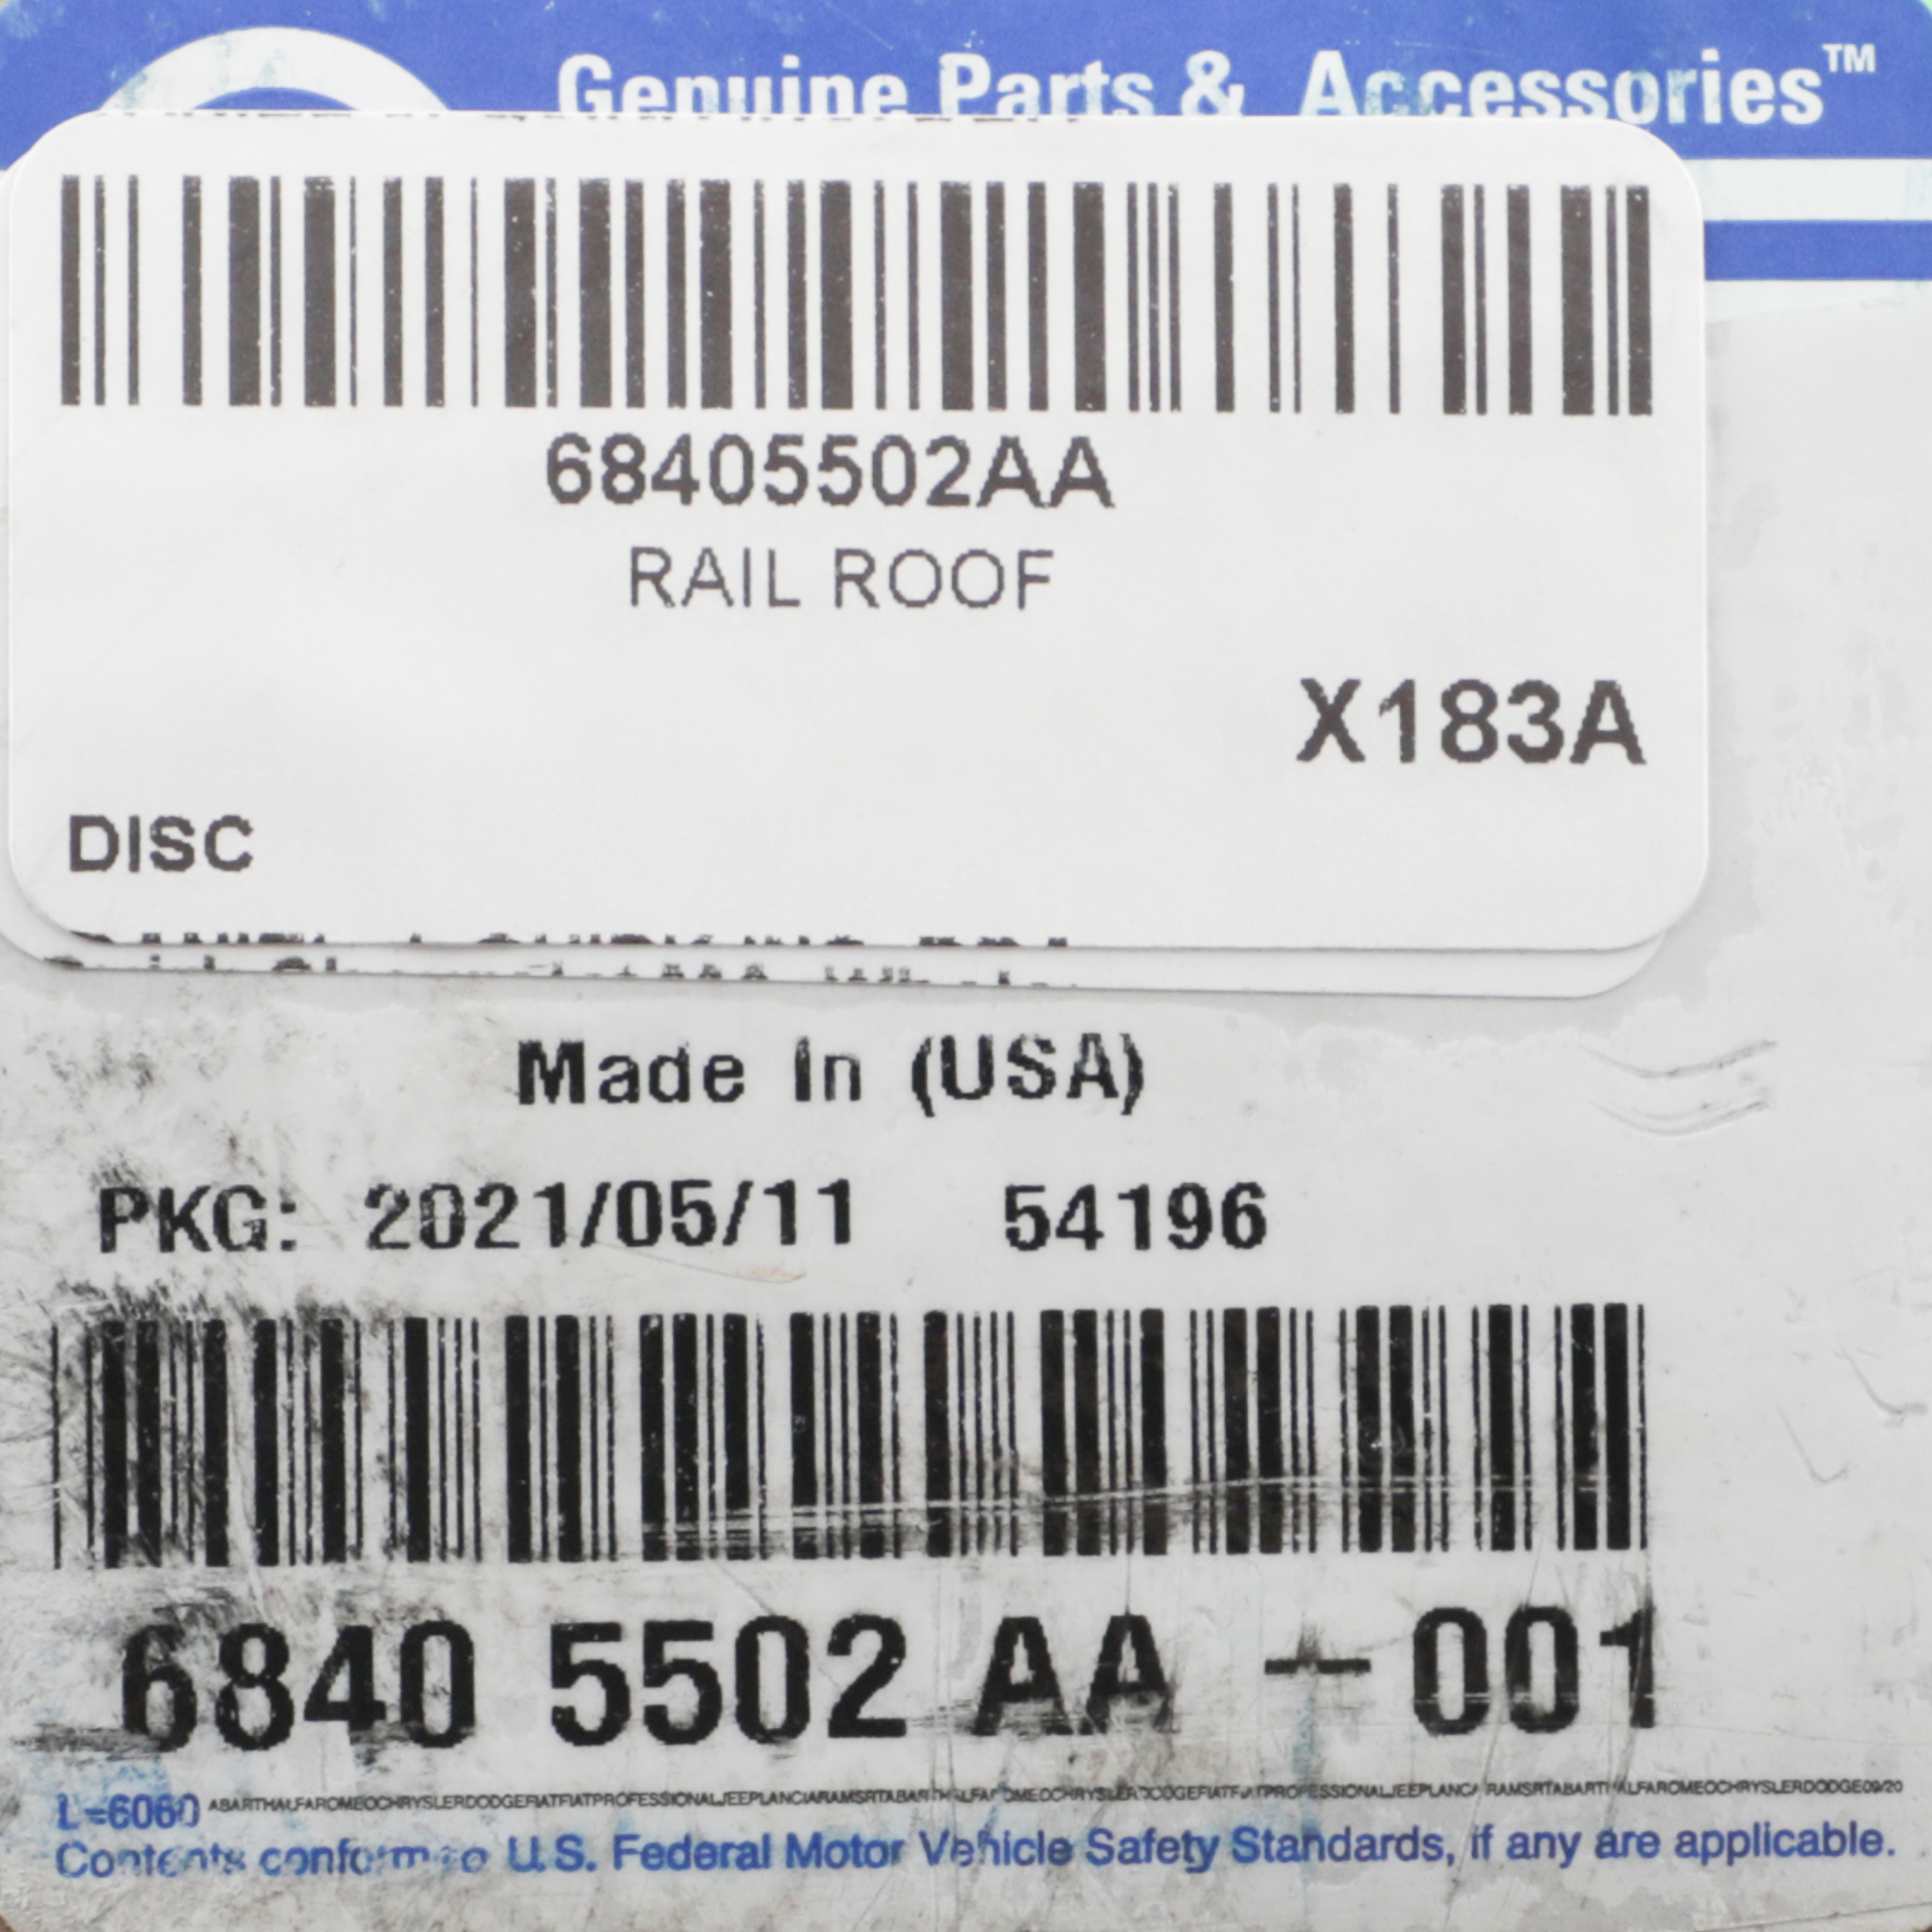 Genuine Parts & Accessories™
68405502AA
RAIL ROOF
X183A
DISC
Made In (USA)
PKG: 2021/05/11 54196
6840 5502 AA - 001
L-6060
Contents conform to U.S. Federal Motor Vehicle Safety Standards, if any are applicable.